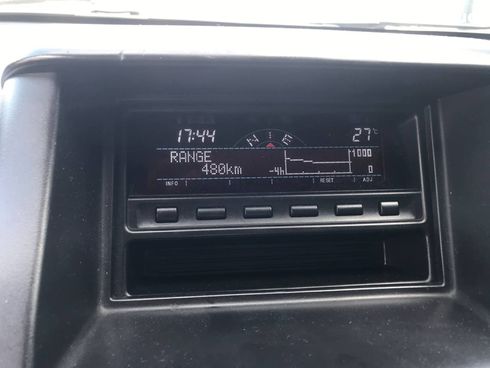 17:44 N I E 27°C
RANGE 1000
480km -4h 0
INFO RESET ADJ